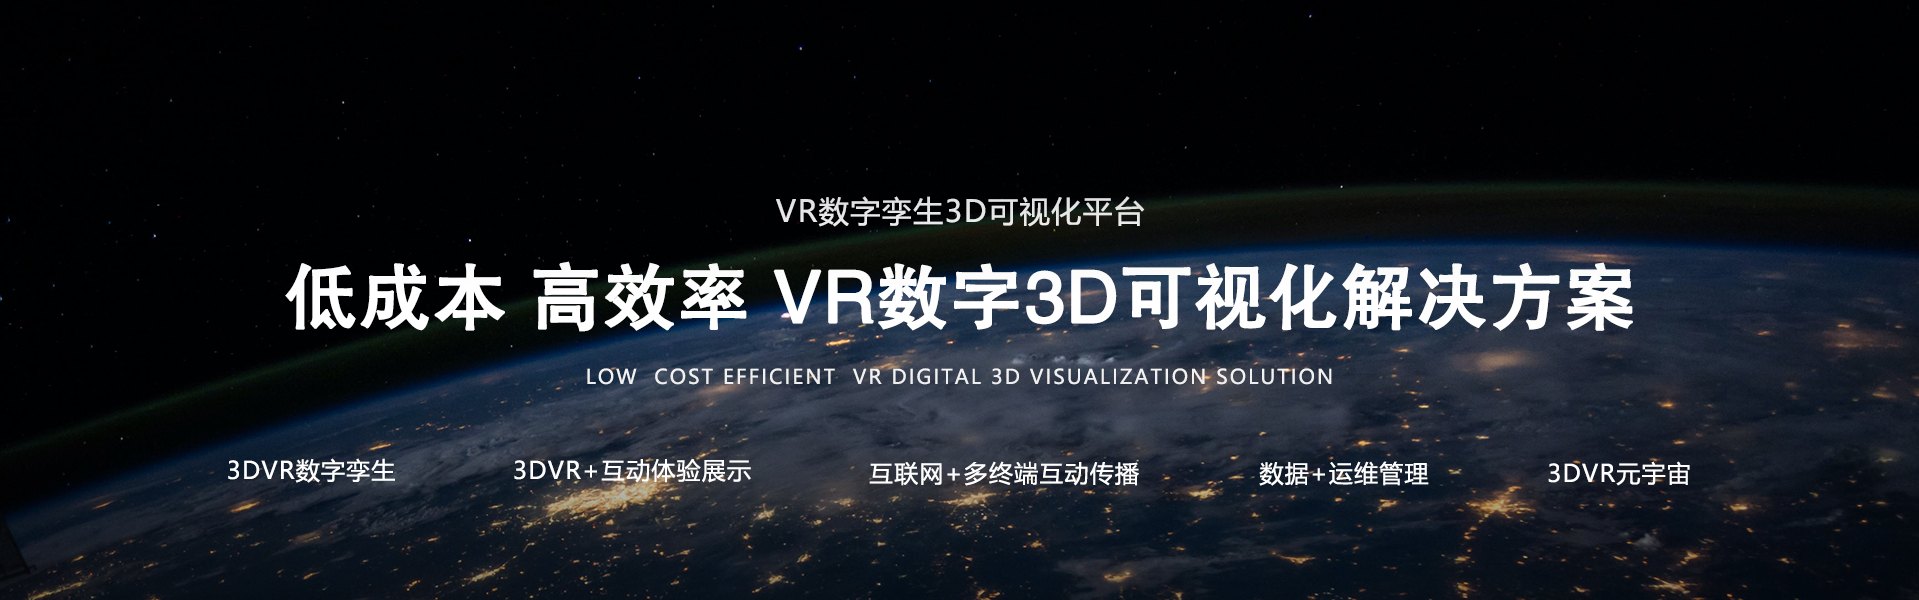 VR数字孪生3D可视化平台
低成本 高效率 VR数字3D可视化解决方案
LOW COST EFFICIENT VR DIGITAL 3D VISUALIZATION SOLUTION
3DVR数字孪生 3DVR+互动体验展示 互联网+多终端互动传播 数据+运维管理 3DVR元宇宙